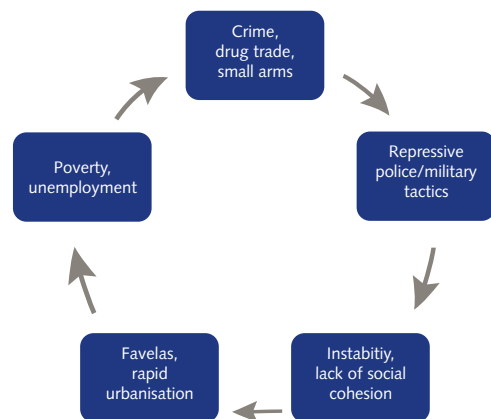 Crime,
drug trade,
small arms
Repressive
police/military
tactics
Poverty,
unemployment
Favelas,
rapid
urbanisation
Instabitiy,
lack of social
cohesion